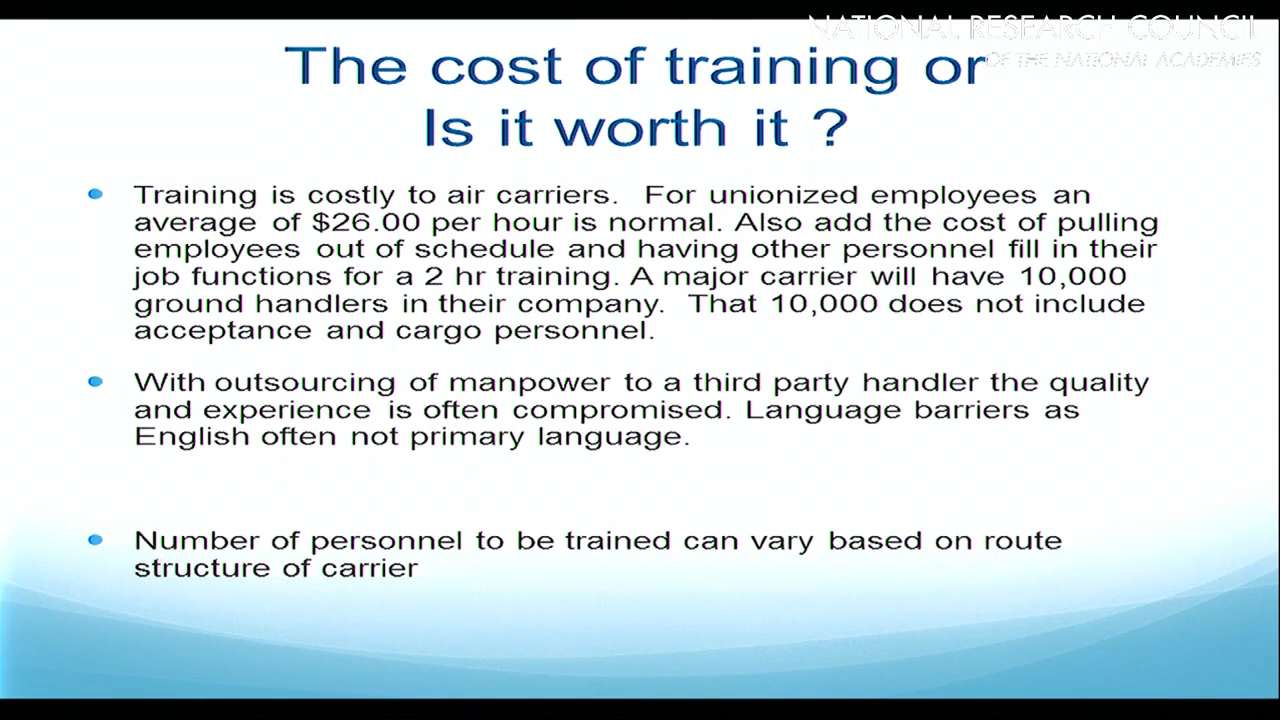 NATIONAL RESEARCH COUNCIL
OF THE NATIONAL ACADEMIES
The cost of training or
Is it worth it ?
Training is costly to air carriers. For unionized employees an
average of $26.00 per hour is normal. Also add the cost of pulling
employees out of schedule and having other personnel fill in their
job functions for a 2 hr training. A major carrier will have 10,000
ground handlers in their company. That 10,000 does not include
acceptance and cargo personnel.
With outsourcing of manpower to a third party handler the quality
and experience is often compromised. Language barriers as
English often not primary language.
Number of personnel to be trained can vary based on route
structure of carrier